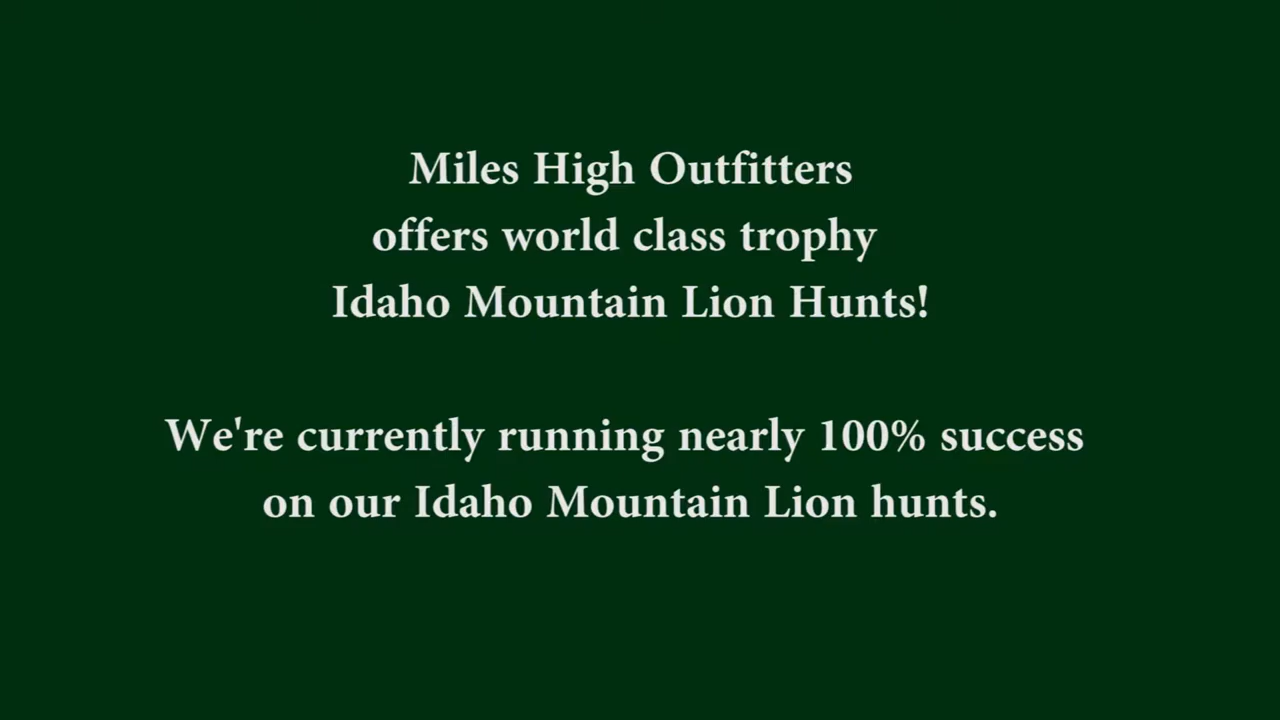 Miles High Outfitters
offers world class trophy
Idaho Mountain Lion Hunts!
We're currently running nearly 100% success
on our Idaho Mountain Lion hunts.